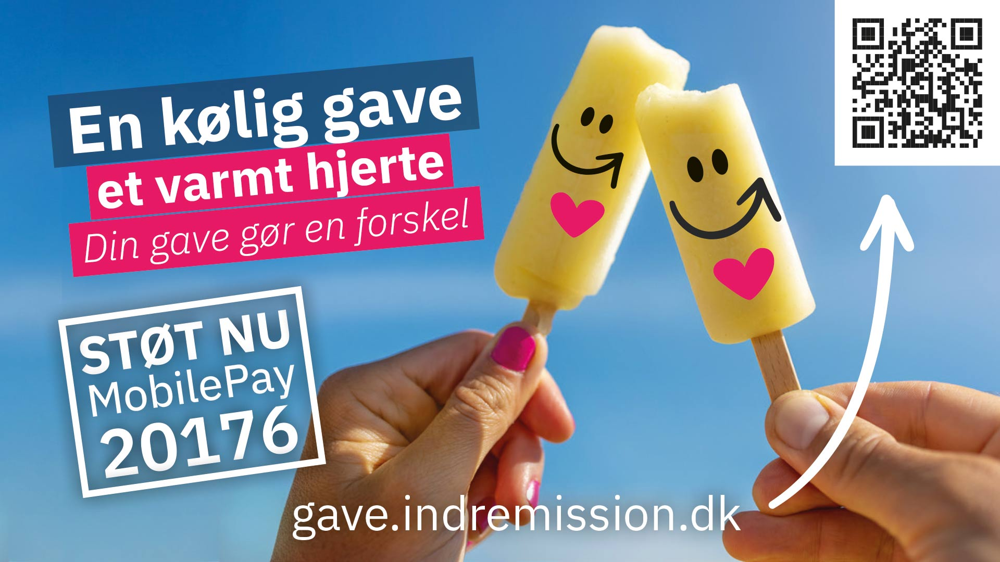 En kølig gave
et varmt hjerte
Din gave gør en forskel
STØT NU
MobilePay
20176
gave.indremission.dk